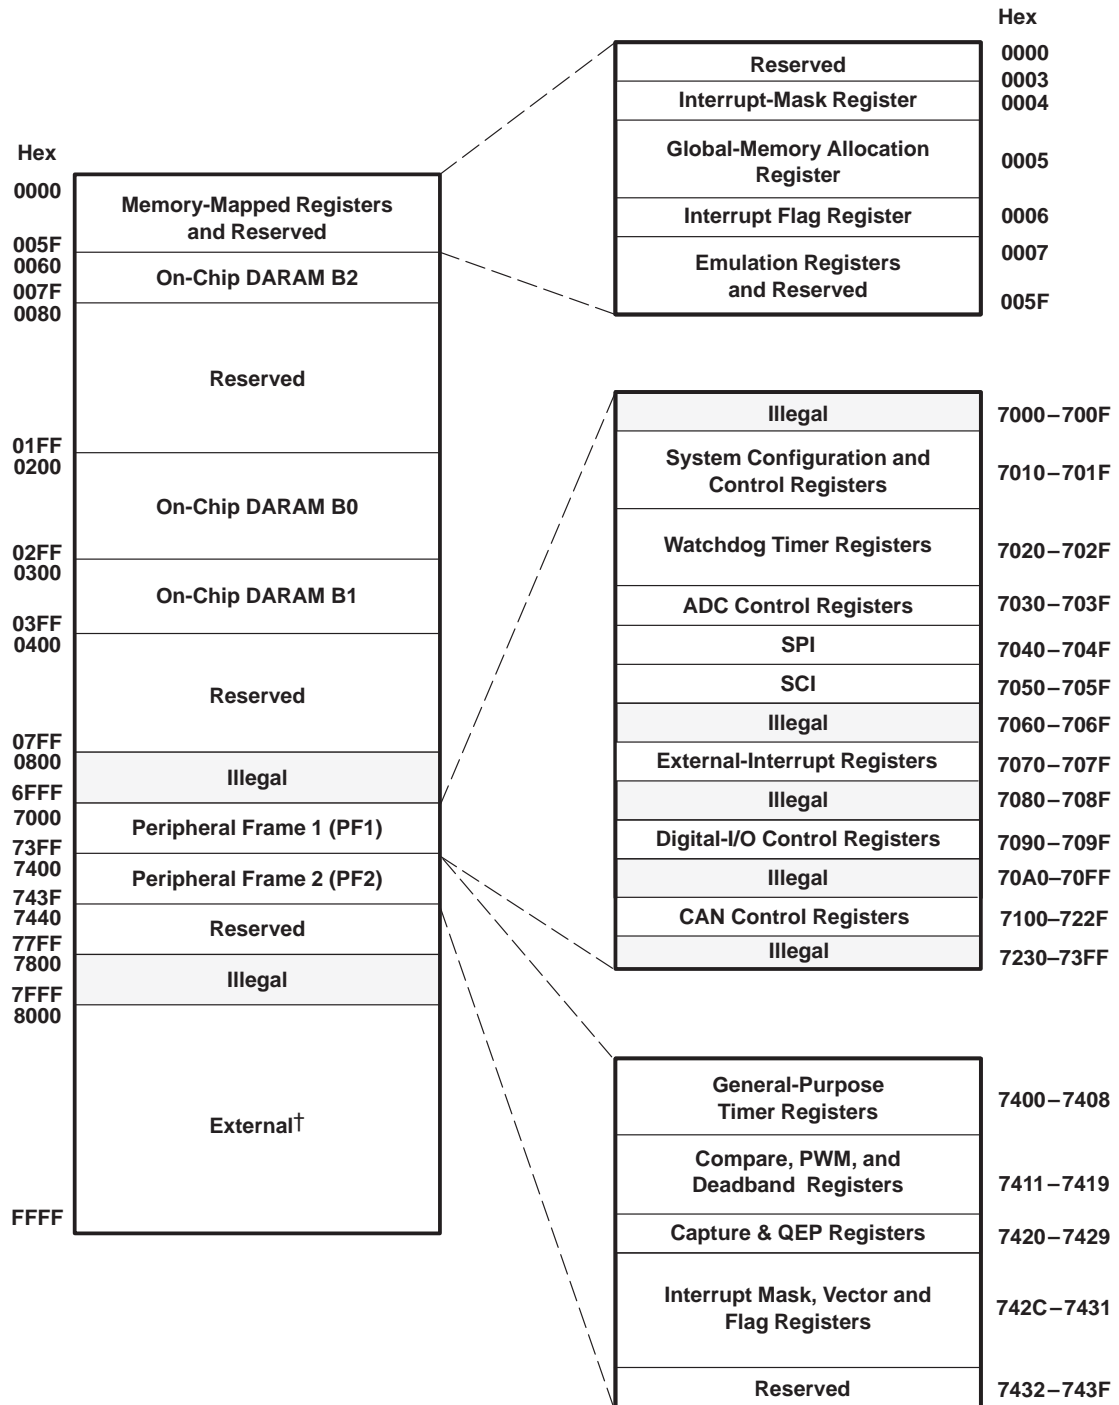 Hex
0000
Memory-Mapped Registers
and Reserved
005F
0060
On-Chip DARAM B2
007F
0080
Reserved
01FF
0200
On-Chip DARAM B0
02FF
0300
On-Chip DARAM B1
03FF
0400
Reserved
07FF
0800
Illegal
6FFF
7000
Peripheral Frame 1 (PF1)
73FF
7400
Peripheral Frame 2 (PF2)
743F
7440
Reserved
77FF
7800
Illegal
7FFF
8000
External†
FFFF
Hex
0000
Reserved
0003
Interrupt-Mask Register
0004
Global-Memory Allocation
Register
0005
Interrupt Flag Register
0006
0007
Emulation Registers
and Reserved
005F
Illegal
7000–700F
System Configuration and
Control Registers
7010–701F
Watchdog Timer Registers
7020–702F
ADC Control Registers
7030–703F
SPI
7040–704F
SCI
7050–705F
Illegal
7060–706F
External-Interrupt Registers
7070–707F
Illegal
7080–708F
Digital-I/O Control Registers
7090–709F
Illegal
70A0–70FF
CAN Control Registers
7100–722F
Illegal
7230–73FF
General-Purpose
Timer Registers
7400–7408
Compare, PWM, and
Deadband Registers
7411–7419
Capture & QEP Registers
7420–7429
Interrupt Mask, Vector and
Flag Registers
742C–7431
Reserved
7432–743F